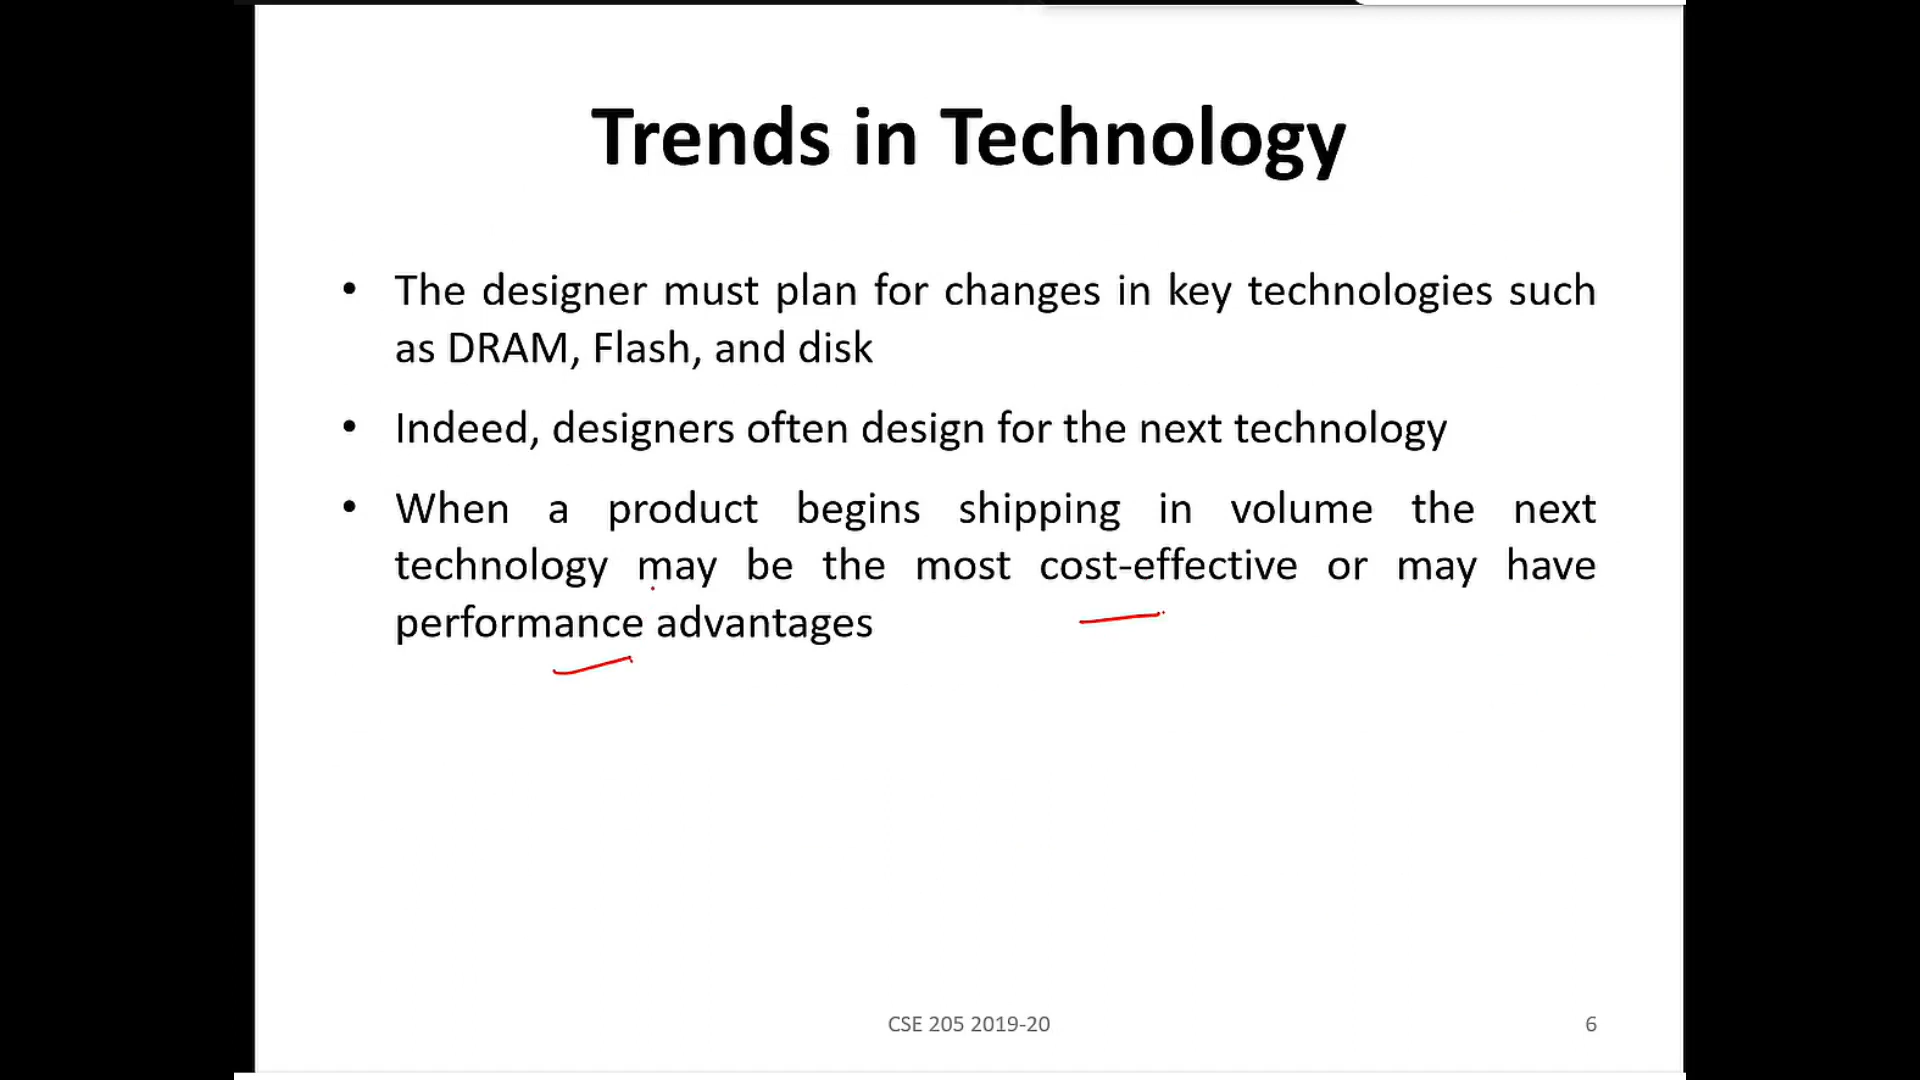 Trends in Technology
• The designer must plan for changes in key technologies such
as DRAM, Flash, and disk
• Indeed, designers often design for the next technology
• When a product begins shipping in volume the next
technology may be the most cost-effective or may have
performance advantages
CSE 205 2019-20
6